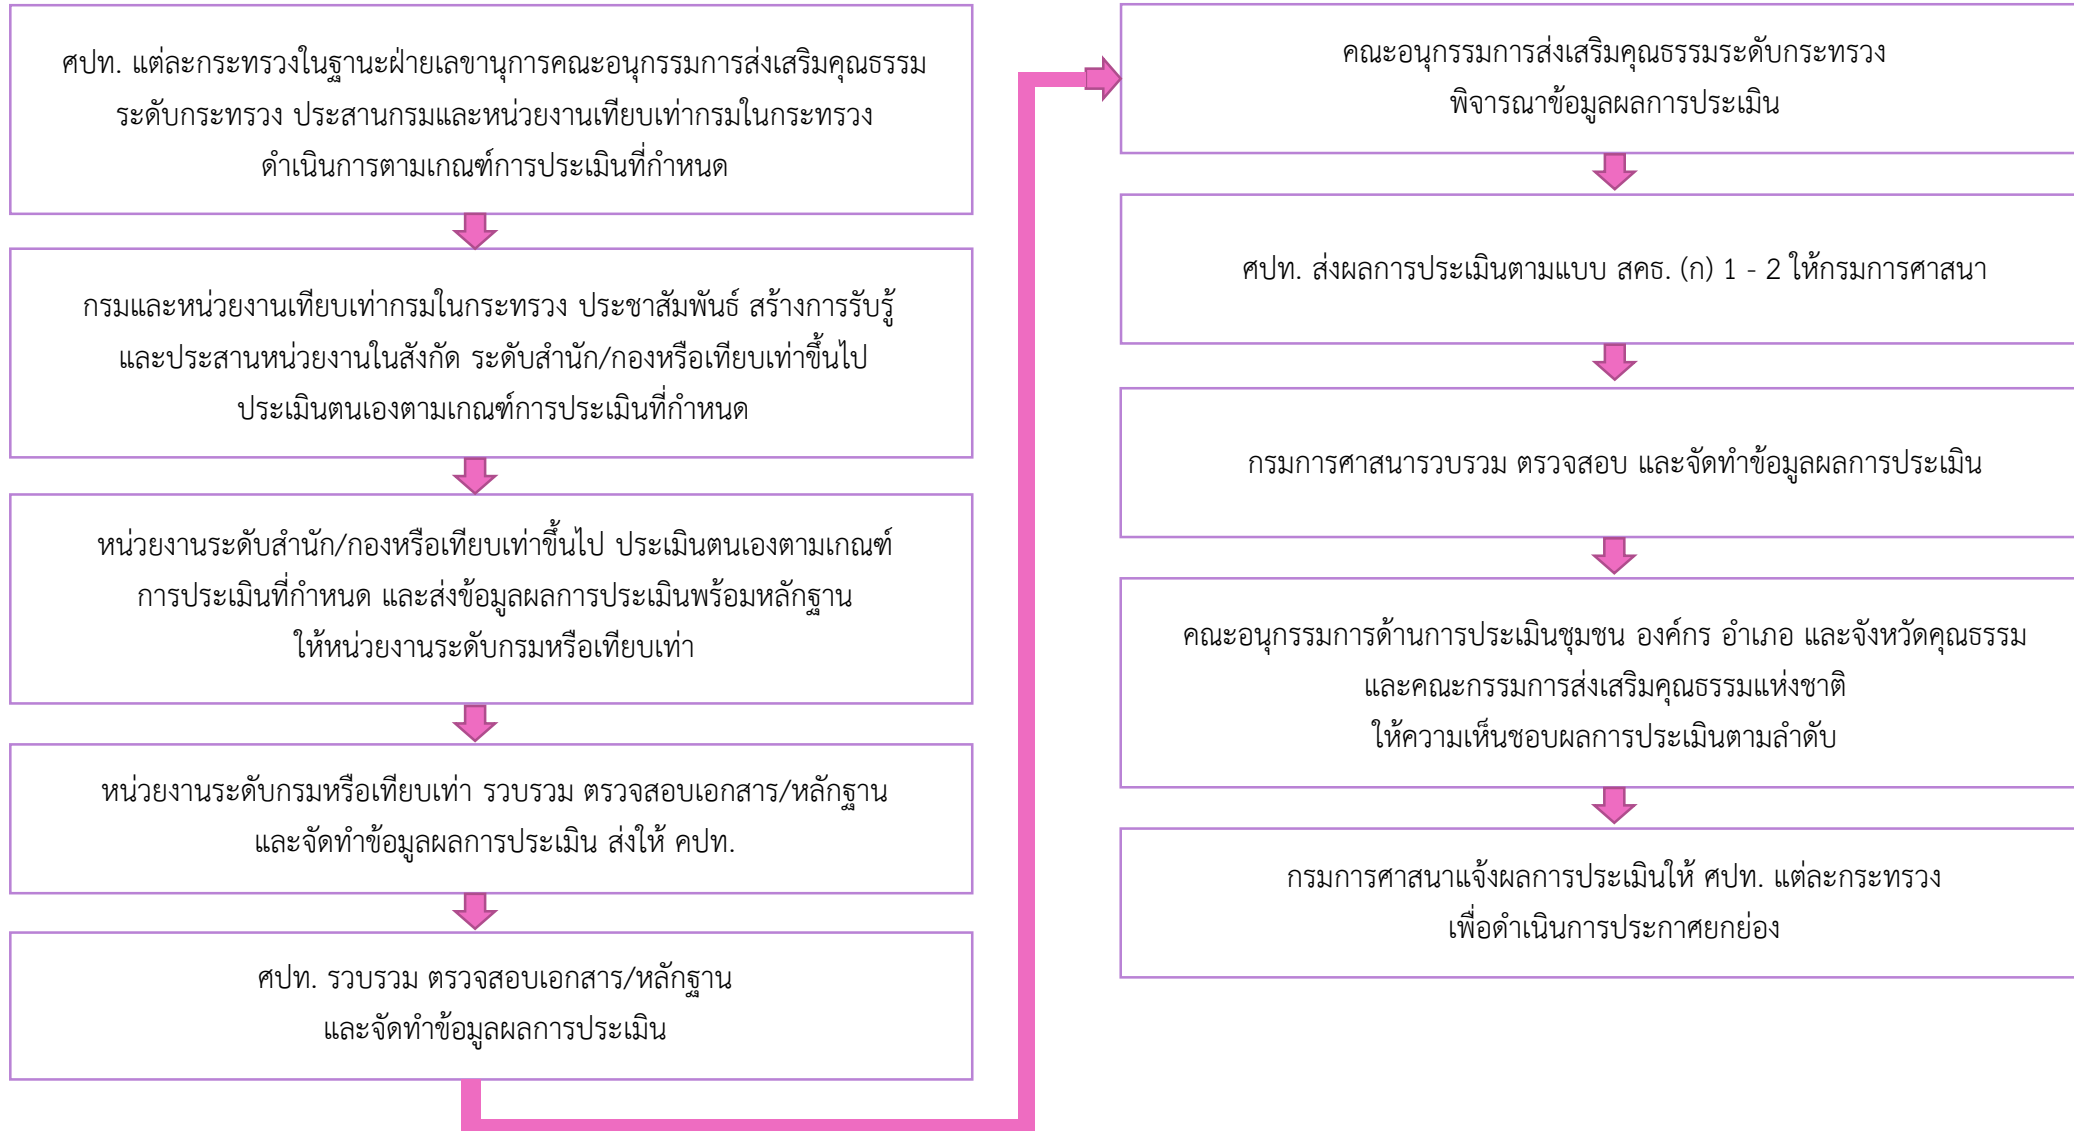 ศปท. แต่ละกระทรวงในฐานะฝ่ายเลขานุการคณะอนุกรรมการส่งเสริมคุณธรรม
ระดับกระทรวง ประสานกรมและหน่วยงานเทียบเท่ากรมในกระทรวง
ดำเนินการตามเกณฑ์การประเมินที่กำหนด
กรมและหน่วยงานเทียบเท่ากรมในกระทรวง ประชาสัมพันธ์ สร้างการรับรู้
และประสานหน่วยงานในสังกัด ระดับสำนัก/กองหรือเทียบเท่าขึ้นไป
ประเมินตนเองตามเกณฑ์การประเมินที่กำหนด
หน่วยงานระดับสำนัก/กองหรือเทียบเท่าขึ้นไป ประเมินตนเองตามเกณฑ์
การประเมินที่กำหนด และส่งข้อมูลผลการประเมินพร้อมหลักฐาน
ให้หน่วยงานระดับกรมหรือเทียบเท่า
หน่วยงานระดับกรมหรือเทียบเท่า รวบรวม ตรวจสอบเอกสาร/หลักฐาน
และจัดทำข้อมูลผลการประเมิน ส่งให้ คปท.
ศปท. รวบรวม ตรวจสอบเอกสาร/หลักฐาน
และจัดทำข้อมูลผลการประเมิน
คณะอนุกรรมการส่งเสริมคุณธรรมระดับกระทรวง
พิจารณาข้อมูลผลการประเมิน
ศปท. ส่งผลการประเมินตามแบบ สคธ. (ก) 1 - 2 ให้กรมการศาสนา
กรมการศาสนารวบรวม ตรวจสอบ และจัดทำข้อมูลผลการประเมิน
คณะอนุกรรมการด้านการประเมินชุมชน องค์กร อำเภอ และจังหวัดคุณธรรม
และคณะกรรมการส่งเสริมคุณธรรมแห่งชาติ
ให้ความเห็นชอบผลการประเมินตามลำดับ
กรมการศาสนาแจ้งผลการประเมินให้ ศปท. แต่ละกระทรวง
เพื่อดำเนินการประกาศยกย่อง